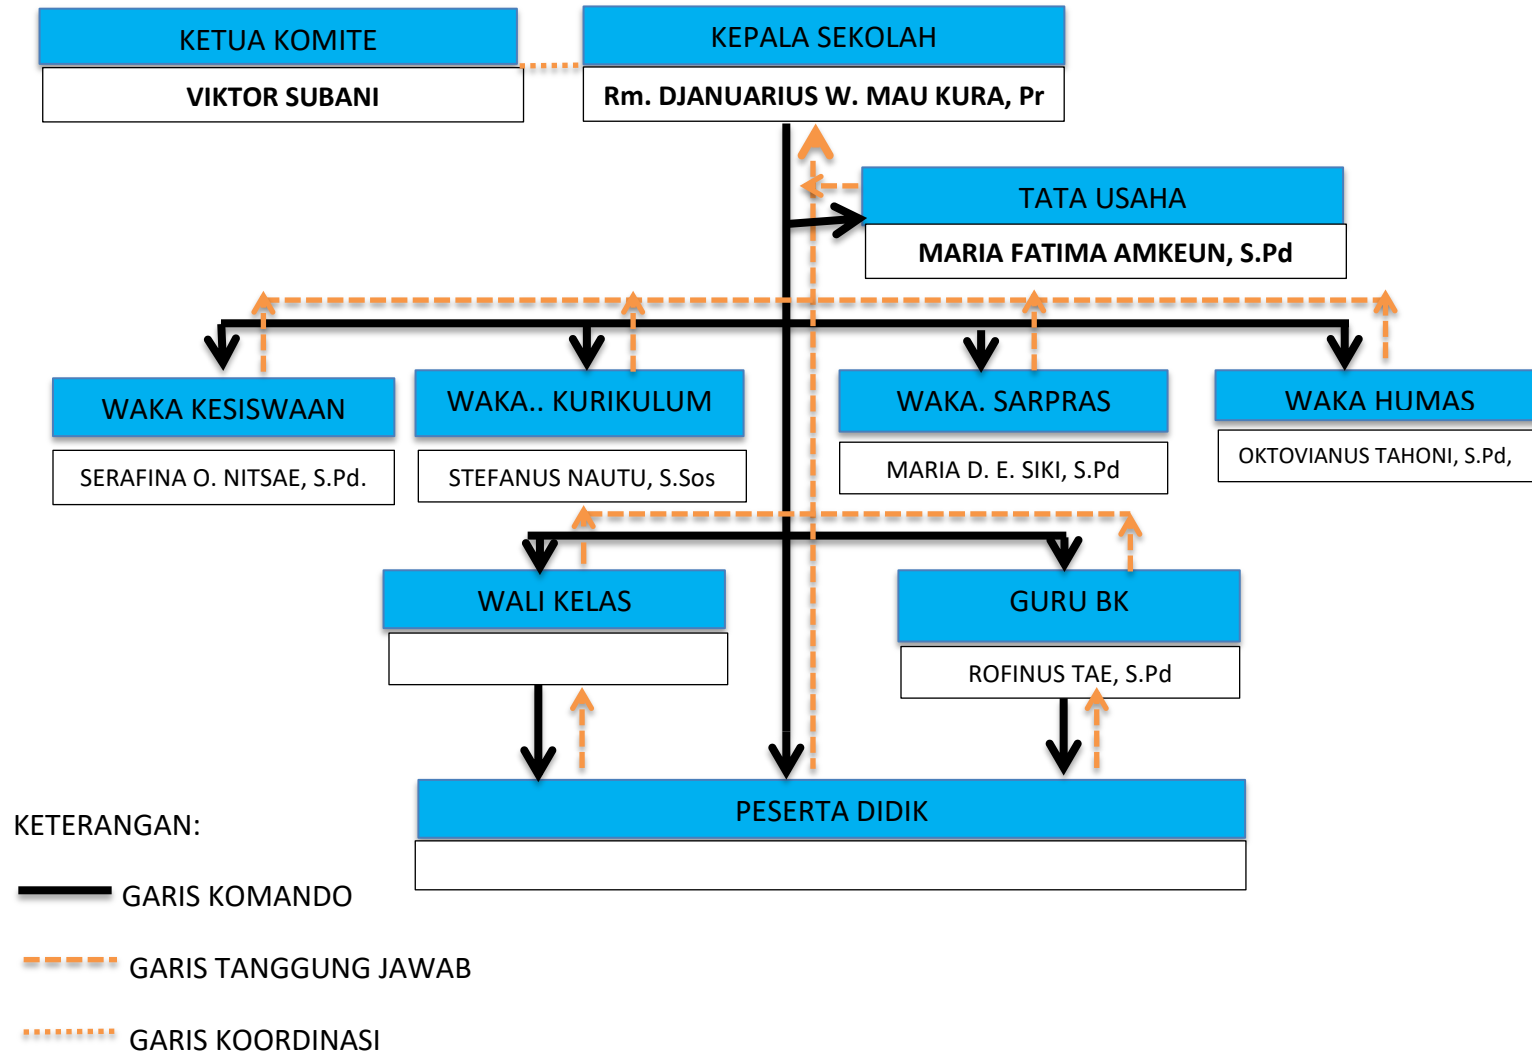 KETUA KOMITE
VIKTOR SUBANI
KEPALA SEKOLAH
Rm. DJANUARIUS W. MAU KURA, Pr
TATA USAHA
MARIA FATIMA AMKEUN, S.Pd
WAKA KESISWAAN
SERAFINA O. NITSAE, S.Pd.
WAKA.. KURIKULUM
STEFANUS NAUTU, S.Sos
WAKA. SARPRAS
MARIA D. E. SIKI, S.Pd
WAKA HUMAS
OKTOVIANUS TAHONI, S.Pd,
WALI KELAS
GURU BK
ROFINUS TAE, S.Pd
PESERTA DIDIK
KETERANGAN:
GARIS KOMANDO
GARIS TANGGUNG JAWAB
GARIS KOORDINASI